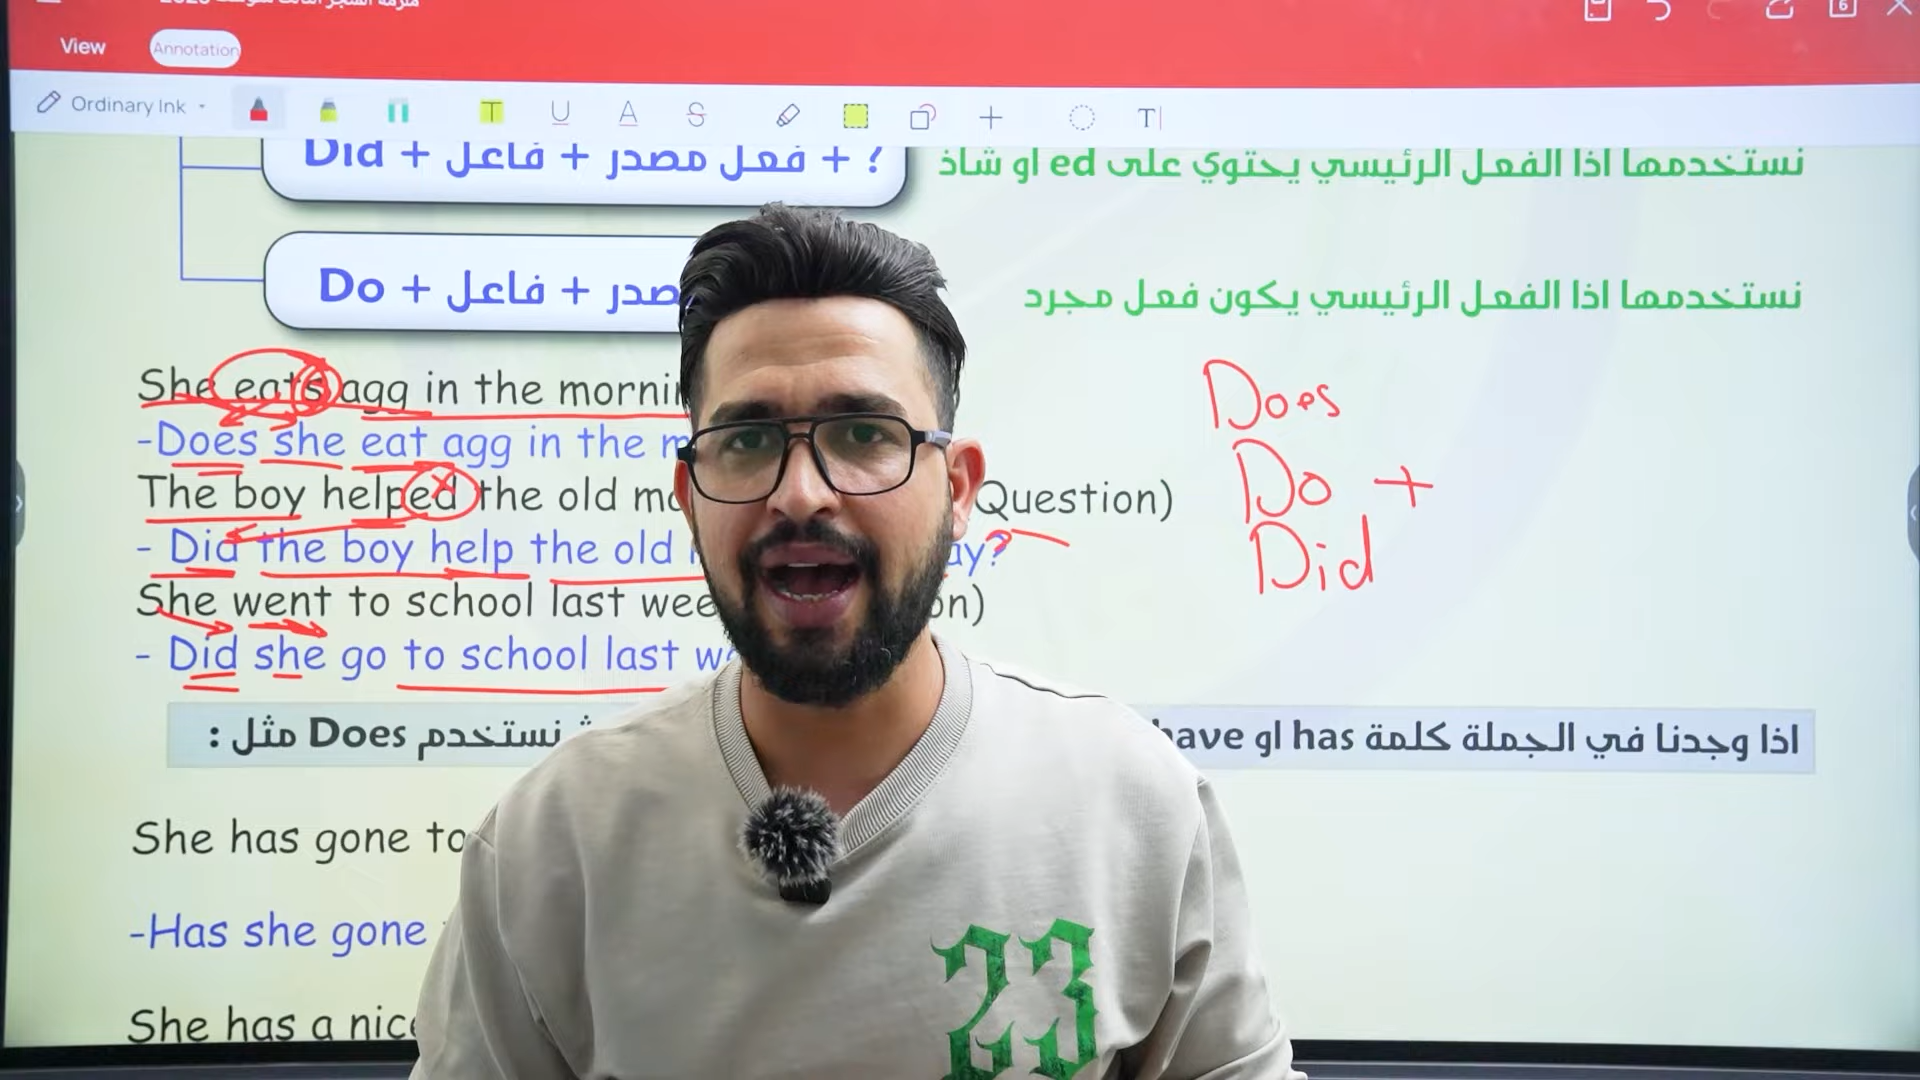 View Annotation
Ordinary Ink
Did + فاعل + فعل مصدر + ?
نستخدمها اذا الفعل الرئيسي يحتوي على ed او شاذ
Do + فاعل +
نستخدمها اذا الفعل الرئيسي يكون فعل مجرد
She eats agg in the
-Does she eat agg in the
The boy helped the old Question)
- Did the boy help the old ?
She went to school last
- Did she go to school last
Does
Do +
Did
اذا وجدنا في الجملة كلمة has او have نستخدم Does مثل :
She has gone to
-Has she gone
She has a
23